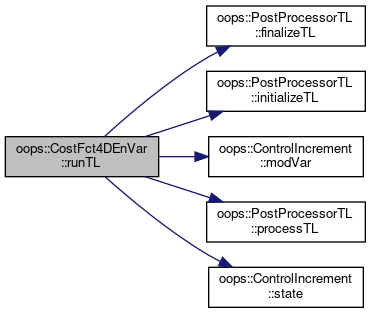 oops::CostFct4DEnVar
::runTL
oops::PostProcessorTL
::finalizeTL
oops::PostProcessorTL
::initializeTL
oops::ControlIncrement
::modVar
oops::PostProcessorTL
::processTL
oops::ControlIncrement
::state